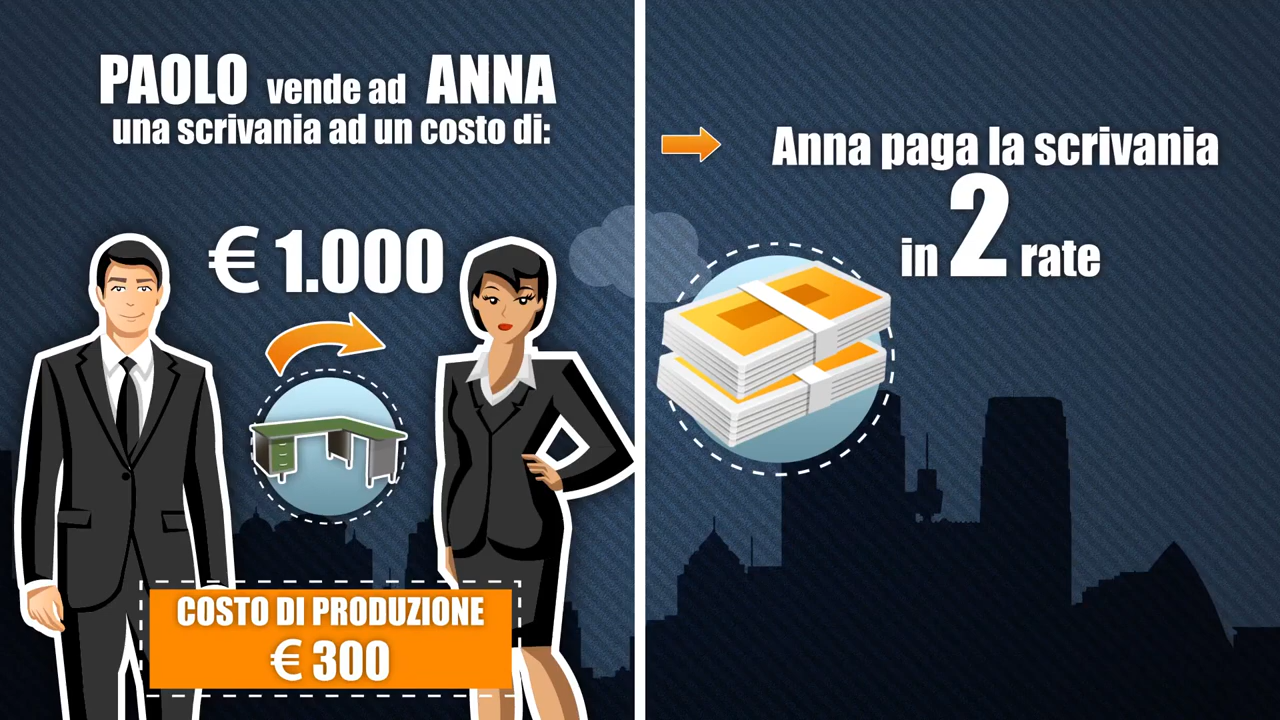 PAOLO vende ad ANNA
una scrivania ad un costo di:
€ 1.000
COSTO DI PRODUZIONE
€ 300
Anna paga la scrivania
in 2 rate